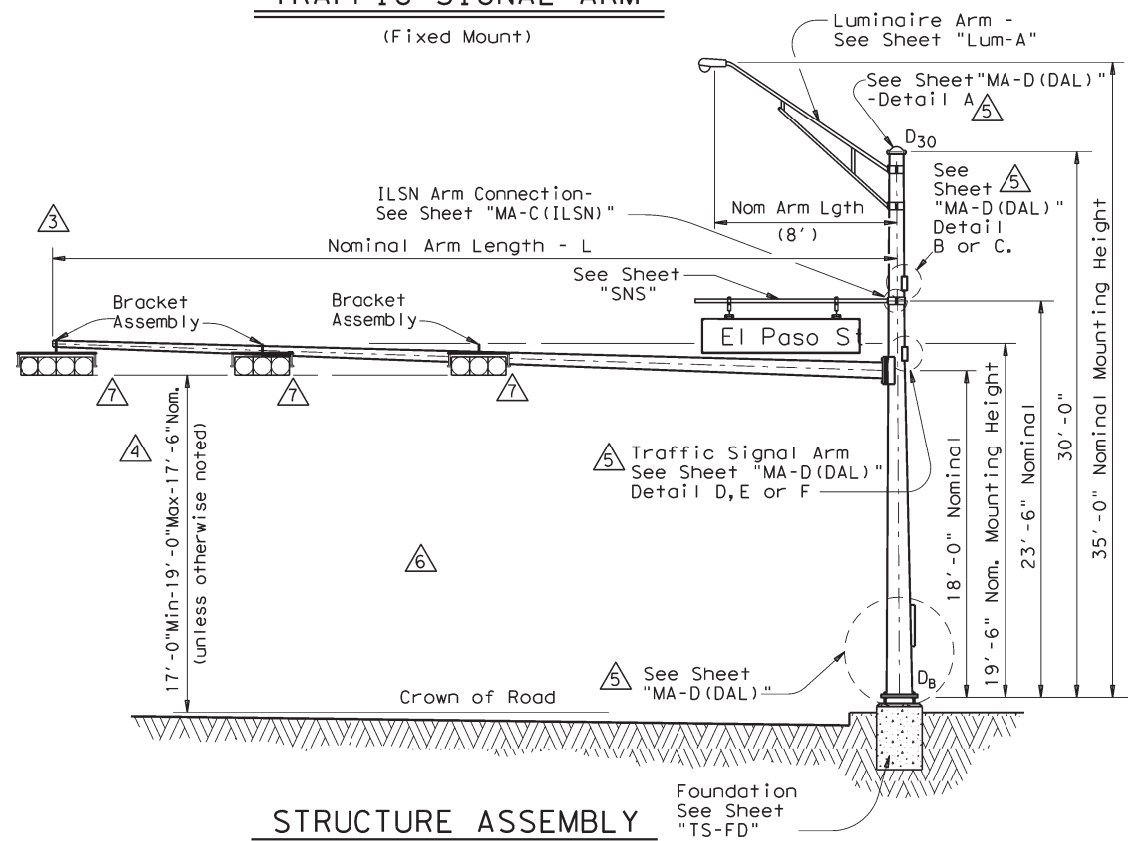 TRAFFIC SIGNAL ARM
(Fixed Mount)
Luminaire Arm -
See Sheet "Lum-A"
See Sheet "MA-D(DAL)"
-Detail A 5
D30
See
Sheet 5
"MA-D(DAL)"
Detail
B or C.
ILSN Arm Connection-
See Sheet "MA-C(ILSN)"
Nom Arm Lgth
(8')
3
Nominal Arm Length - L
See Sheet
"SNS"
Bracket
Assembly
Bracket
Assembly
El Paso St
7
7
7
4
17'-0"Min-19'-0"Max-17'-6"Nom.
(unless otherwise noted)
5 Traffic Signal Arm
See Sheet "MA-D(DAL)"
Detail D,E or F
6
18'-0" Nominal
19'-6" Nom. Mounting Height
23'-6" Nominal
30'-0"
35'-0" Nominal Mounting Height
5 See Sheet
"MA-D(DAL)"
DB
Crown of Road
Foundation
See Sheet
"TS-FD"
STRUCTURE ASSEMBLY